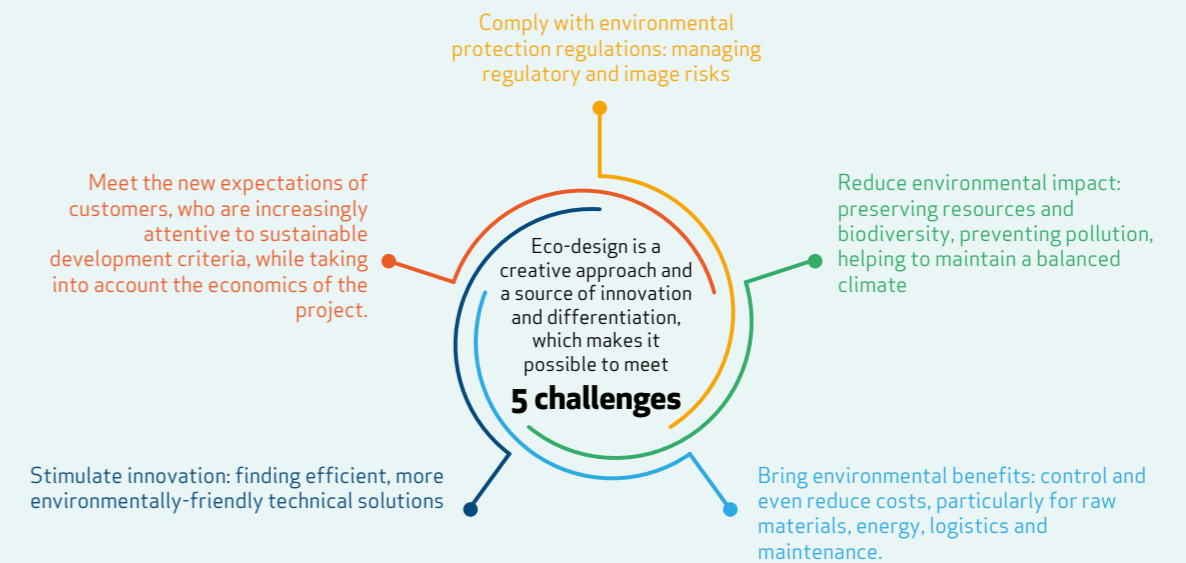 Comply with environmental
protection regulations: managing
regulatory and image risks
Meet the new expectations of
customers, who are increasingly
attentive to sustainable
development criteria, while taking
into account the economics of the
project.
Reduce environmental impact:
preserving resources and
biodiversity, preventing pollution,
helping to maintain a balanced
climate
Eco-design is a
creative approach and
a source of innovation
and differentiation,
which makes it
possible to meet
5 challenges
Stimulate innovation: finding efficient, more
environmentally-friendly technical solutions
Bring environmental benefits: control and
even reduce costs, particularly for raw
materials, energy, logistics and
maintenance.